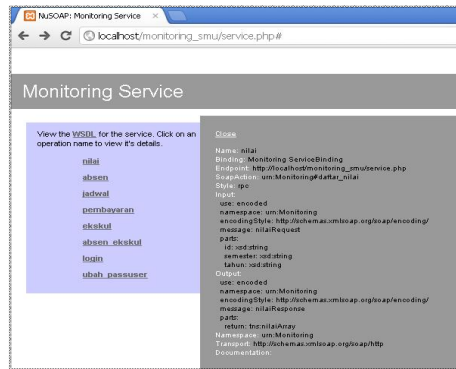 NuSOAP: Monitoring Service
localhost/monitoring_smu/service.php#
Monitoring Service
View the WSDL for the service. Click on an
operation name to view it's details.
nilai
absen
jadwal
pembayaran
ekskul
absen_ekskul
login
ubah_passuser
Close
Name: nilai
Binding: Monitoring ServiceBinding
Endpoint: http://localhost/monitoring_smu/service.php
SoapAction: urn:Monitoring#daftar_nilai
Style: rpc
Input:
use: encoded
namespace: urn:Monitoring
encodingStyle: http://schemas.xmlsoap.org/soap/encoding/
message: nilaiRequest
parts:
id: xsd:string
semester: xsd:string
tahun: xsd:string
Output:
use: encoded
namespace: urn:Monitoring
encodingStyle: http://schemas.xmlsoap.org/soap/encoding/
message: nilaiResponse
parts:
return: tns:nilaiArray
Namespace: urn:Monitoring
Transport: http://schemas.xmlsoap.org/soap/http
Documentation: